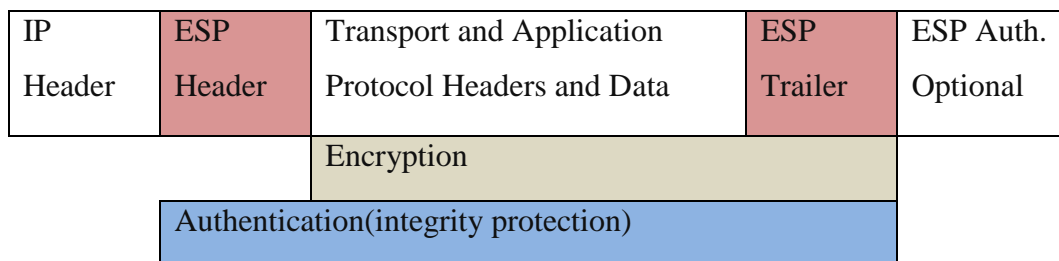 IP
Header
ESP
Header
Transport and Application
Protocol Headers and Data
ESP
Trailer
ESP Auth.
Optional
Encryption
Authentication(integrity protection)